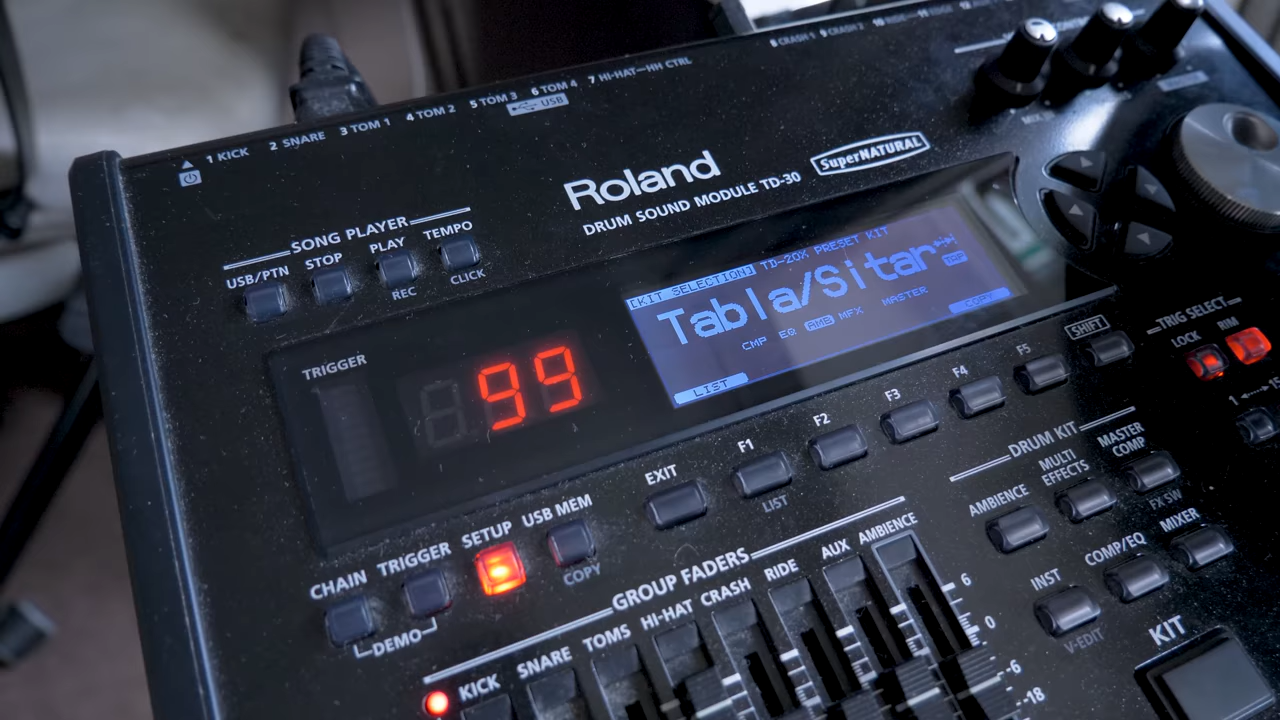 8 CRASH 1 9 CRASH 2
1 KICK 2 SNARE 3 TOM 1 4 TOM 2 5 TOM 3 6 TOM 4 7 HI-HAT—HH CTRL
USB
Roland
SuperNATURAL
DRUM SOUND MODULE TD-30
SONG PLAYER
USB/PTN STOP PLAY TEMPO
REC CLICK
[KIT SELECTION] TD-20X PRESET KIT
Tabla/Sitar
TAP
CMP EQ AMB MFX MASTER
LIST COPY
TRIGGER
99
TRIG SELECT
LOCK RIM
SHIFT
EXIT F1 F2 F3 F4 F5
LIST
DRUM KIT
AMBIENCE MULTI EFFECTS MASTER COMP
FX SW
INST COMP/EQ MIXER
V-EDIT
KIT
CHAIN TRIGGER SETUP USB MEM
DEMO COPY
GROUP FADERS
KICK SNARE TOMS HI-HAT CRASH RIDE AUX AMBIENCE
6
0
-6
-18